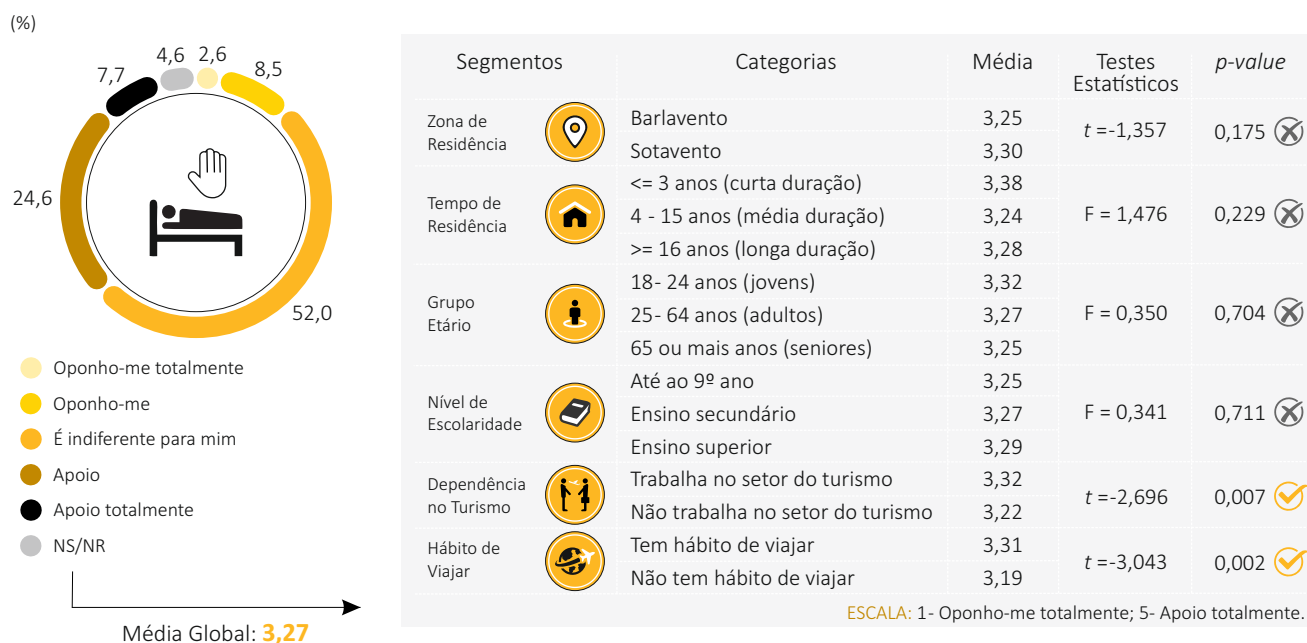 (%)
4,6
2,6
7,7
8,5
24,6
52,0
Oponho-me totalmente
Oponho-me
É indiferente para mim
Apoio
Apoio totalmente
NS/NR
Média Global: 3,27
Segmentos
Categorias
Média
Testes
Estatísticos
p-value
Zona de
Residência
Barlavento
3,25
Sotavento
3,30
t =-1,357
0,175
Tempo de
Residência
<= 3 anos (curta duração)
3,38
4 - 15 anos (média duração)
3,24
>= 16 anos (longa duração)
3,28
F = 1,476
0,229
Grupo
Etário
18- 24 anos (jovens)
3,32
25- 64 anos (adultos)
3,27
65 ou mais anos (seniores)
3,25
F = 0,350
0,704
Nível de
Escolaridade
Até ao 9º ano
3,25
Ensino secundário
3,27
Ensino superior
3,29
F = 0,341
0,711
Dependência
no Turismo
Trabalha no setor do turismo
3,32
Não trabalha no setor do turismo
3,22
t =-2,696
0,007
Hábito de
Viajar
Tem hábito de viajar
3,31
Não tem hábito de viajar
3,19
t =-3,043
0,002
ESCALA: 1- Oponho-me totalmente; 5- Apoio totalmente.